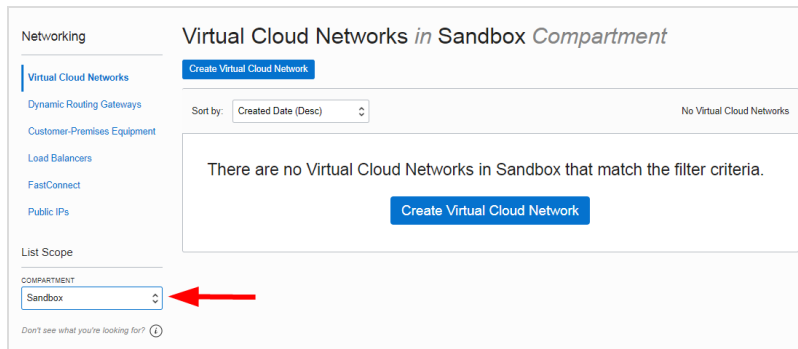 Networking
Virtual Cloud Networks
Dynamic Routing Gateways
Customer-Premises Equipment
Load Balancers
FastConnect
Public IPs
List Scope
COMPARTMENT
Sandbox
Don't see what you're looking for?
Virtual Cloud Networks in Sandbox Compartment
Create Virtual Cloud Network
Sort by: Created Date (Desc)
No Virtual Cloud Networks
There are no Virtual Cloud Networks in Sandbox that match the filter criteria.
Create Virtual Cloud Network